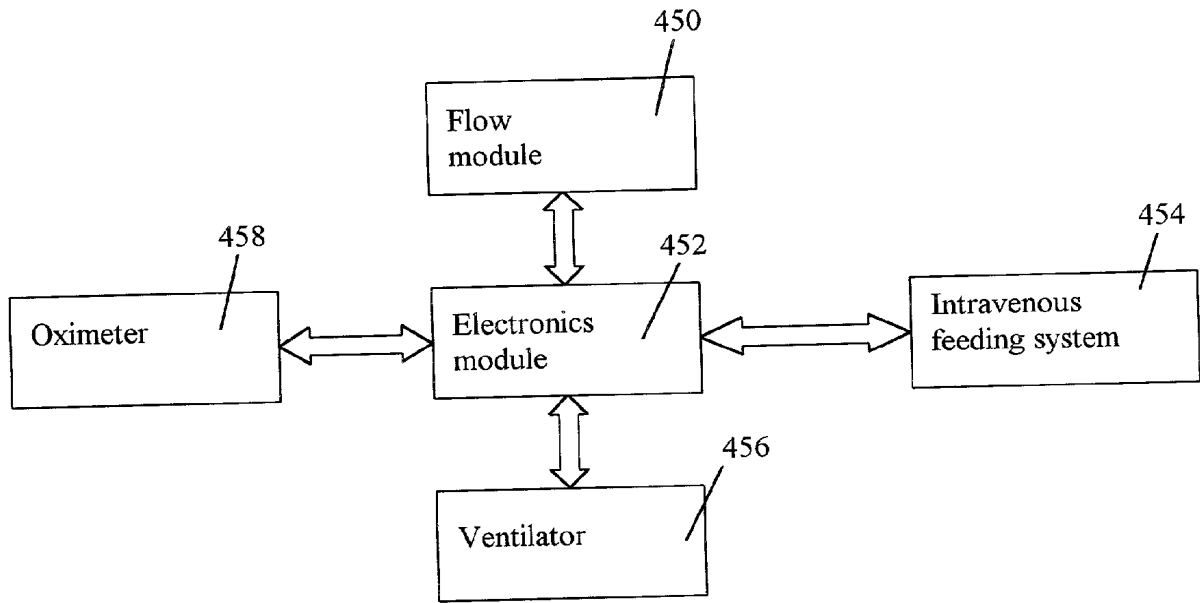 450
Flow
module
458
452
454
Oximeter
Electronics
module
Intravenous
feeding system
456
Ventilator